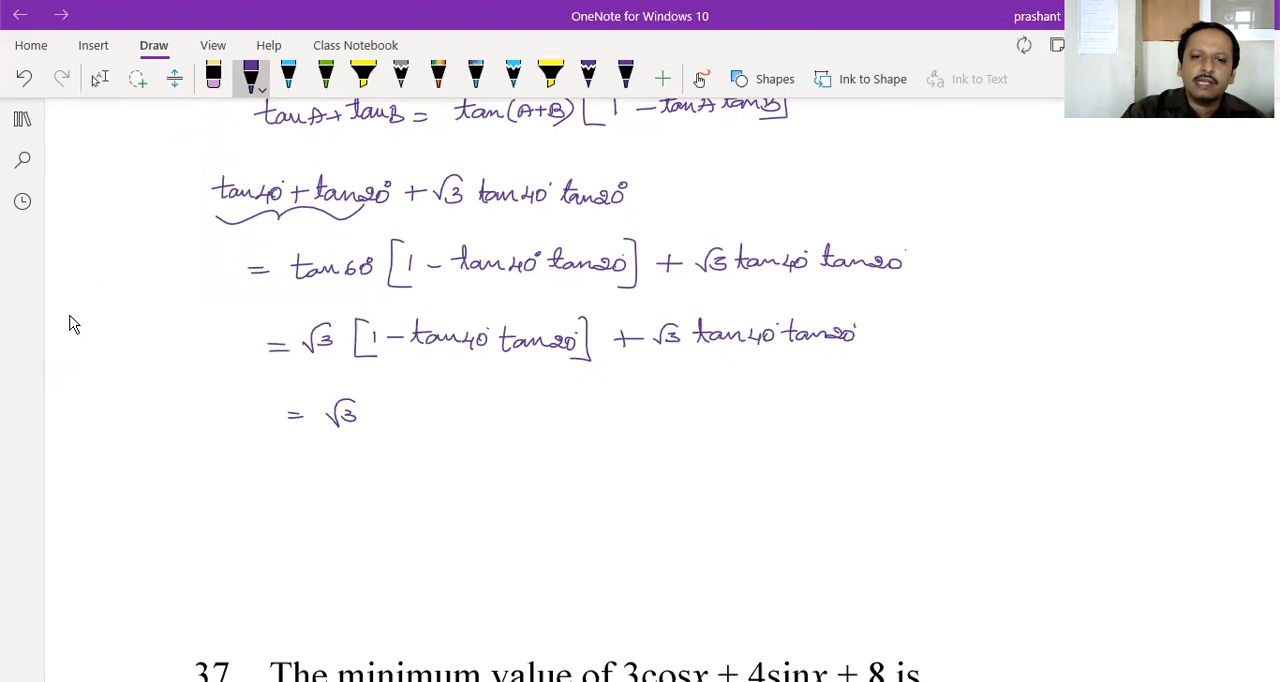 OneNote for Windows 10
prashant
Home Insert Draw View Help Class Notebook
Shapes Ink to Shape Ink to Text
tanA + tanB = tan(A+B) [1 - tanA tanB]
tan40° + tan20° + √3 tan40° tan20°
= tan60° [1 - tan40° tan20°] + √3 tan40° tan20°
= √3 [1 - tan40° tan20°] + √3 tan40° tan20°
= √3
37. The minimum value of 3cosx + 4sinx + 8 is